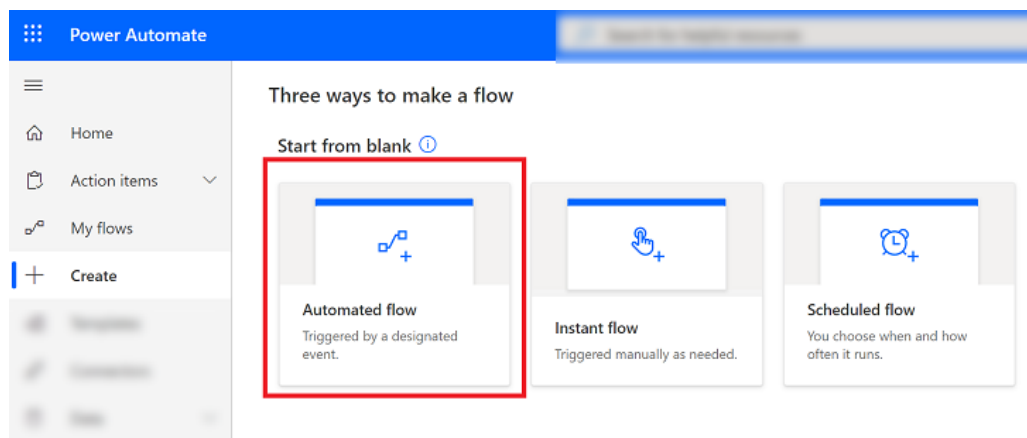 Power Automate
Home
Action items
My flows
Create
Three ways to make a flow
Start from blank
Automated flow
Triggered by a designated
event.
Instant flow
Triggered manually as needed.
Scheduled flow
You choose when and how
often it runs.